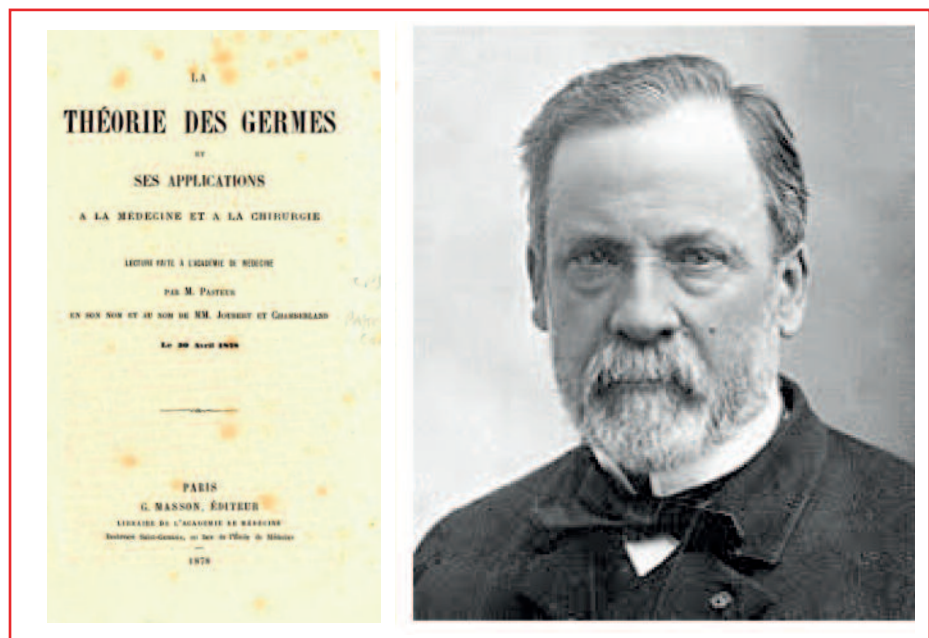 LA
THÉORIE DES GERMES
ET
SES APPLICATIONS
A LA MÉDECINE ET A LA CHIRURGIE
LECTURE FAITE A L'ACADÉMIE DE MÉDECINE
PAR M. PASTEUR
EN SON NOM ET AU NOM DE MM. JOUBERT ET CHAMBERLAND
Le 30 Avril 1878
PARIS
G. MASSON, ÉDITEUR
LIBRAIRE DE L'ACADÉMIE DE MÉDECINE
Boulevard Saint-Germain, en face de l'École de Médecine
1878